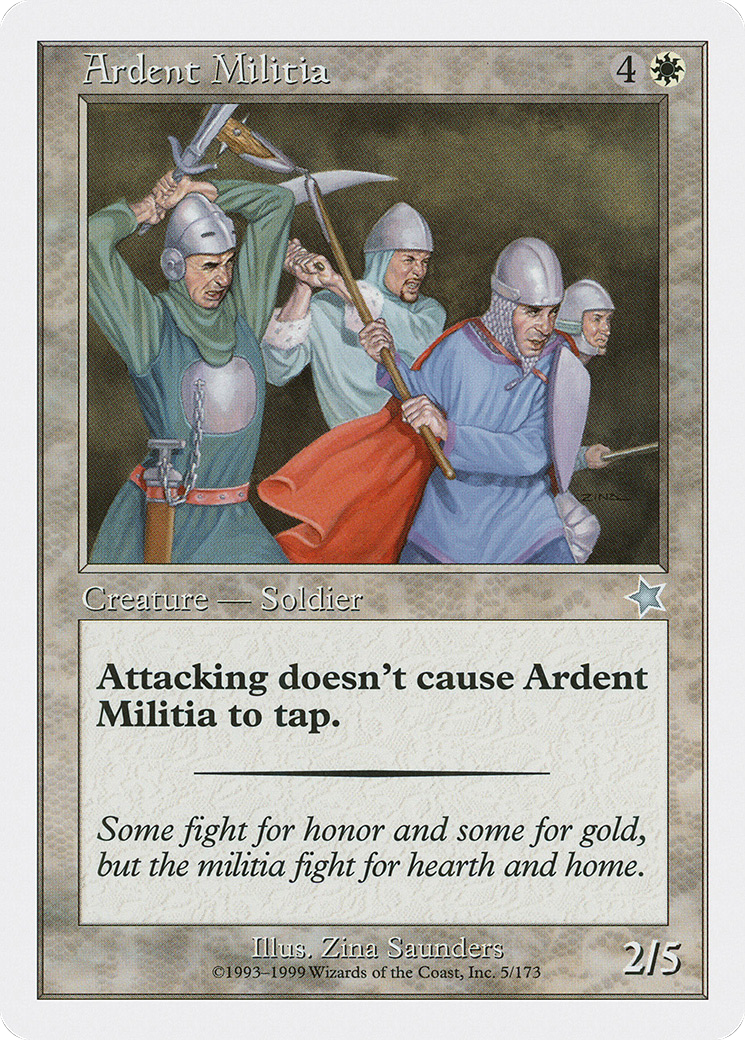 Ardent Militia 4
ZINA
Creature — Soldier
Attacking doesn't cause Ardent
Militia to tap.
Some fight for honor and some for gold,
but the militia fight for hearth and home.
Illus. Zina Saunders
©1993–1999 Wizards of the Coast, Inc. 5/173
2/5